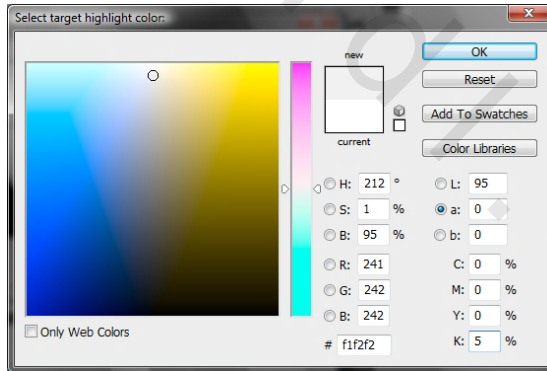 Select target highlight color:
new
current
OK
Reset
Add To Swatches
Color Libraries
H: 212 °
S: 1 %
B: 95 %
R: 241
G: 242
B: 242
# f1f2f2
L: 95
a: 0
b: 0
C: 0 %
M: 0 %
Y: 0 %
K: 5 %
Only Web Colors